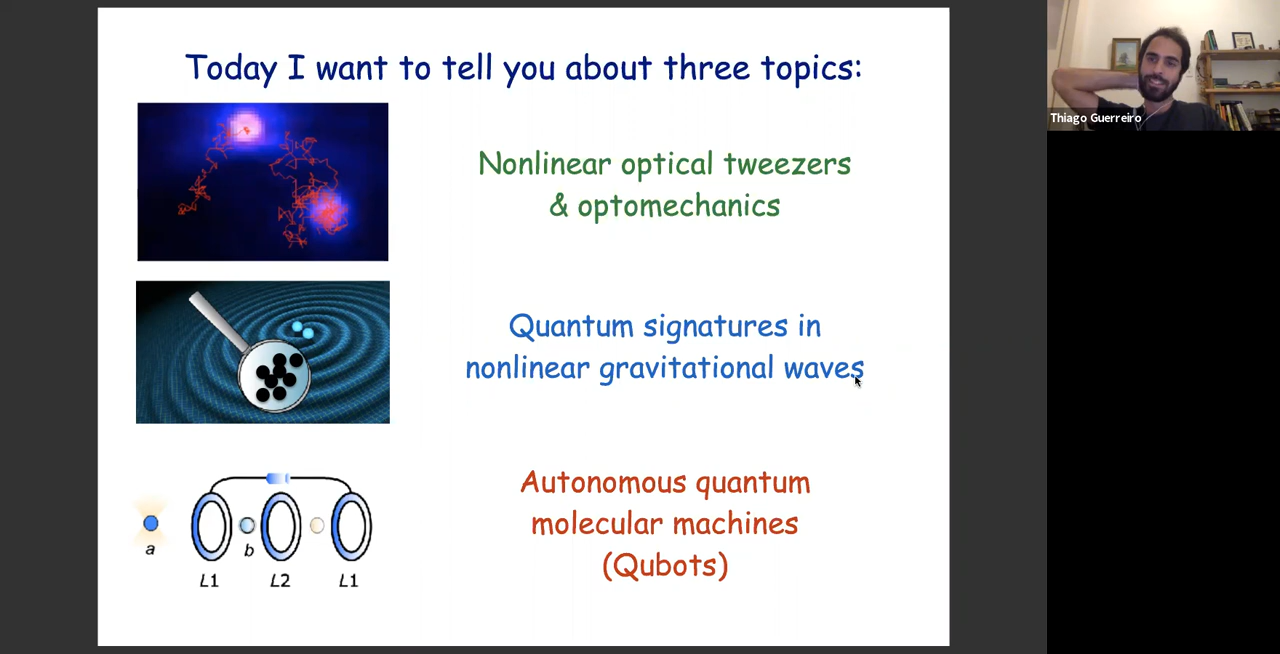 Today I want to tell you about three topics:
Nonlinear optical tweezers
& optomechanics
Quantum signatures in
nonlinear gravitational waves
Autonomous quantum
molecular machines
(Qubots)
a
b
L1
L2
L1
Thiago Guerreiro